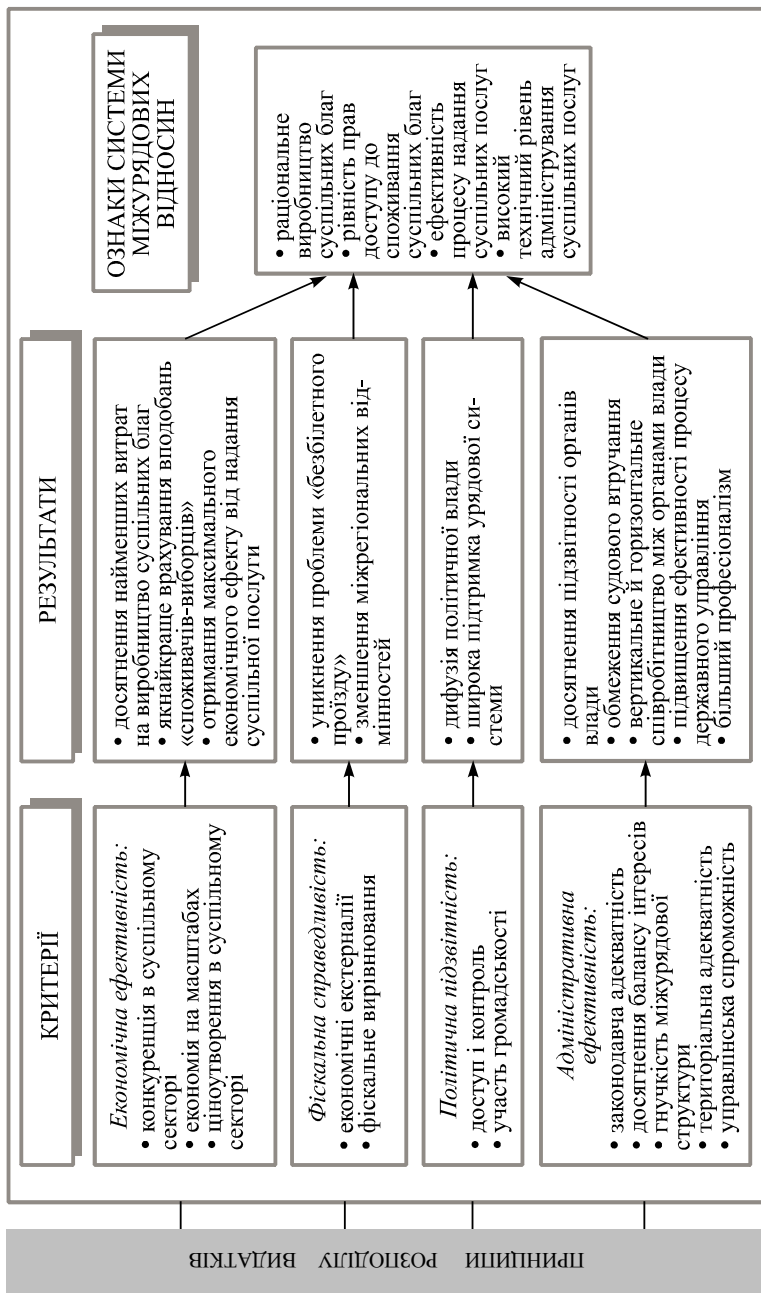 ПРИНЦИПИ РОЗПОДІЛУ ВИДАТКІВ
КРИТЕРІЇ
Економічна ефективність:
• конкуренція в суспільному
секторі
• економія на масштабах
• ціноутворення в суспільному
секторі
Фіскальна справедливість:
• економічні екстерналії
• фіскальне вирівнювання
Політична підзвітність:
• доступ і контроль
• участь громадськості
Адміністративна
ефективність:
• законодавча адекватність
• досягнення балансу інтересів
• гнучкість міжурядової
структури
• територіальна адекватність
• управлінська спроможність
РЕЗУЛЬТАТИ
• досягнення найменших витрат
на виробництво суспільних благ
• якнайкраще врахування вподобань
«споживачів-виборців»
• отримання максимального
економічного ефекту від надання
суспільної послуги
• уникнення проблеми «безбілетного
проїзду»
• зменшення міжрегіональних від-
мінностей
• дифузія політичної влади
• широка підтримка урядової си-
стеми
• досягнення підзвітності органів
влади
• обмеження судового втручання
• вертикальне й горизонтальне
співробітництво між органами влади
• підвищення ефективності процесу
державного управління
• більший професіоналізм
ОЗНАКИ СИСТЕМИ
МІЖУРЯДОВИХ
ВІДНОСИН
• раціональне
виробництво
суспільних благ
• рівність прав
доступу до
споживання
суспільних благ
• ефективність
процесу надання
суспільних послуг
• високий
технічний рівень
адміністрування
суспільних послуг